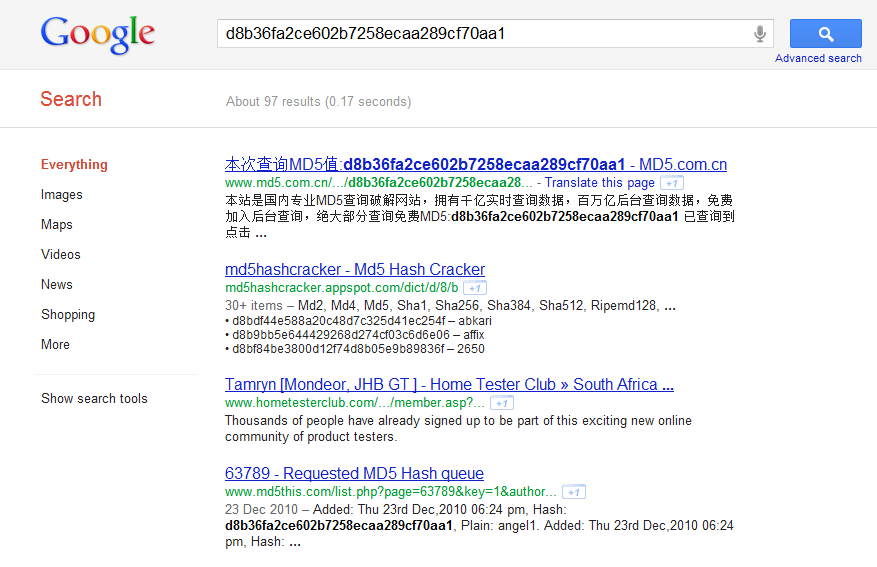 Google
d8b36fa2ce602b7258ecaa289cf70aa1
Advanced search
Search
About 97 results (0.17 seconds)
Everything
Images
Maps
Videos
News
Shopping
More
Show search tools
本次查询MD5值:d8b36fa2ce602b7258ecaa289cf70aa1 - MD5.com.cn
www.md5.com.cn/.../d8b36fa2ce602b7258ecaa28... - Translate this page +1
本站是国内专业MD5查询破解网站，拥有千亿实时查询数据，百万亿后台查询数据，免费
加入后台查询，绝大部分查询免费MD5:d8b36fa2ce602b7258ecaa289cf70aa1 已查询到
点击 ...
md5hashcracker - Md5 Hash Cracker
md5hashcracker.appspot.com/dict/d/8/b +1
30+ items – Md2, Md4, Md5, Sha1, Sha256, Sha384, Sha512, Ripemd128, ...
• d8bdf44e588a20c48d7c325d41ec254f – abkari
• d8b9bb5e644429268d274cf03c6d6e06 – affix
• d8bf84be3800d12f74d8b05e9b89836f – 2650
Tamryn [Mondeor, JHB GT ] - Home Tester Club » South Africa ...
www.hometesterclub.com/.../member.asp?... +1
Thousands of people have already signed up to be part of this exciting new online
community of product testers.
63789 - Requested MD5 Hash queue
www.md5this.com/list.php?page=63789&key=1&author... +1
23 Dec 2010 – Added: Thu 23rd Dec,2010 06:24 pm, Hash:
d8b36fa2ce602b7258ecaa289cf70aa1, Plain: angel1. Added: Thu 23rd Dec,2010 06:24
pm, Hash: ...